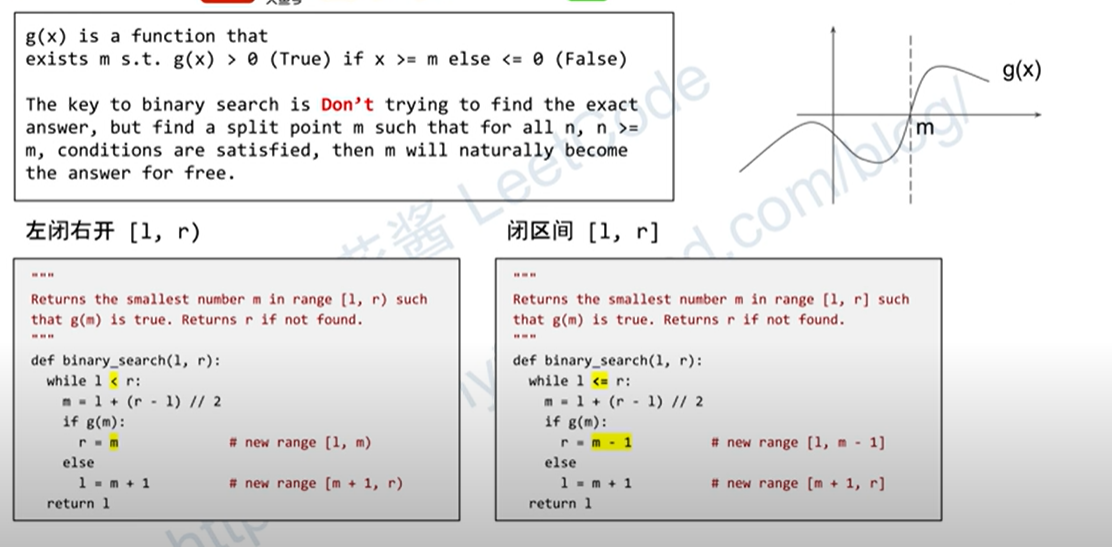 g(x) is a function that
exists m s.t. g(x) > 0 (True) if x >= m else <= 0 (False)
The key to binary search is Don't trying to find the exact
answer, but find a split point m such that for all n, n >=
m, conditions are satisfied, then m will naturally become
the answer for free.
g(x)
m
左闭右开 [l, r)
"""
Returns the smallest number m in range [l, r) such
that g(m) is true. Returns r if not found.
"""
def binary_search(l, r):
while l < r:
m = l + (r - l) // 2
if g(m):
r = m # new range [l, m)
else
l = m + 1 # new range [m + 1, r)
return l
闭区间 [l, r]
"""
Returns the smallest number m in range [l, r] such
that g(m) is true. Returns r if not found.
"""
def binary_search(l, r):
while l <= r:
m = l + (r - l) // 2
if g(m):
r = m - 1 # new range [l, m - 1]
else
l = m + 1 # new range [m + 1, r]
return l
花酱 LeetCode
.com/blog/
http